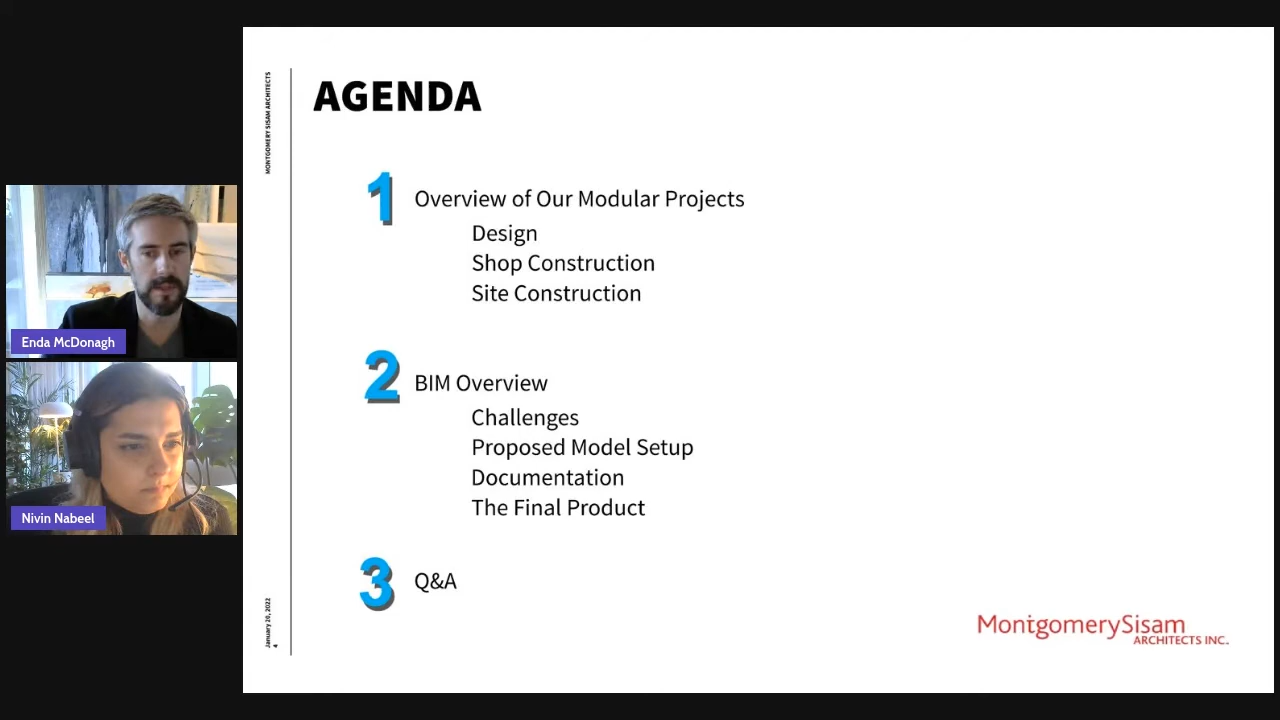 MONTGOMERY SISAM ARCHITECTS
AGENDA
1 Overview of Our Modular Projects
Design
Shop Construction
Site Construction
2 BIM Overview
Challenges
Proposed Model Setup
Documentation
The Final Product
3 Q&A
January 20, 2022
4
MontgomerySisam
ARCHITECTS INC.
Enda McDonagh
Nivin Nabeel